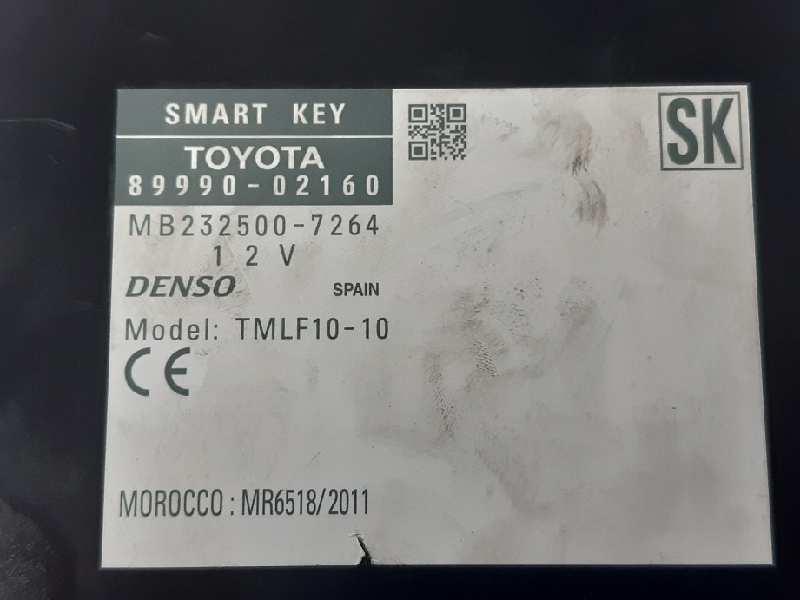 SMART KEY
SK
TOYOTA
89990-02160
MB232500-7264
12V
DENSO SPAIN
Model: TMLF10-10
CE
MOROCCO : MR6518/2011